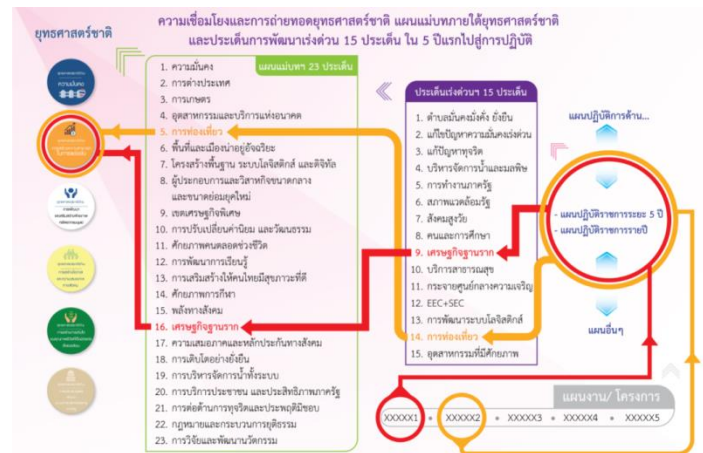 ความเชื่อมโยงและการถ่ายทอดยุทธศาสตร์ชาติ แผนแม่บทภายใต้ยุทธศาสตร์ชาติ
และประเด็นการพัฒนาเร่งด่วน 15 ประเด็น ใน 5 ปีแรกไปสู่การปฏิบัติ
ยุทธศาสตร์ชาติ
ความมั่นคง
แผนแม่บทฯ 23 ประเด็น
1. ความมั่นคง
2. การต่างประเทศ
3. การเกษตร
4. อุตสาหกรรมและบริการแห่งอนาคต
5. การท่องเที่ยว
6. พื้นที่และเมืองน่าอยู่อัจฉริยะ
7. โครงสร้างพื้นฐาน ระบบโลจิสติกส์ และดิจิทัล
8. ผู้ประกอบการและวิสาหกิจขนาดกลาง
และขนาดย่อมยุคใหม่
9. เขตเศรษฐกิจพิเศษ
10. การปรับเปลี่ยนค่านิยม และวัฒนธรรม
11. ศักยภาพคนตลอดช่วงชีวิต
12. การพัฒนาการเรียนรู้
13. การเสริมสร้างให้คนไทยมีสุขภาวะที่ดี
14. ศักยภาพการกีฬา
15. พลังทางสังคม
16. เศรษฐกิจฐานราก
17. ความเสมอภาคและหลักประกันทางสังคม
18. การเติบโตอย่างยั่งยืน
19. การบริหารจัดการน้ำทั้งระบบ
20. การบริการประชาชน และประสิทธิภาพภาครัฐ
21. การต่อต้านการทุจริตและประพฤติมิชอบ
22. กฎหมายและกระบวนการยุติธรรม
23. การวิจัยและพัฒนานวัตกรรม
ประเด็นเร่งด่วนฯ 15 ประเด็น
1. ตำบลมั่นคงมั่งคั่ง ยั่งยืน
2. แก้ไขปัญหาความมั่นคงเร่งด่วน
3. แก้ปัญหาทุจริต
4. บริหารจัดการน้ำและมลพิษ
5. การทำงานภาครัฐ
6. สภาพแวดล้อมรัฐ
7. สังคมสูงวัย
8. คนและการศึกษา
9. เศรษฐกิจฐานราก
10. บริการสาธารณสุข
11. กระจายศูนย์กลางความเจริญ
12. EEC+SEC
13. การพัฒนาระบบโลจิสติกส์
14. การท่องเที่ยว
15. อุตสาหกรรมที่มีศักยภาพ
แผนปฏิบัติการด้าน...
- แผนปฏิบัติราชการระยะ 5 ปี
- แผนปฏิบัติราชการรายปี
แผนอื่นๆ
แผนงาน/ โครงการ
XXXXX1 • XXXXX2 • XXXXX3 • XXXXX4 • XXXXX5